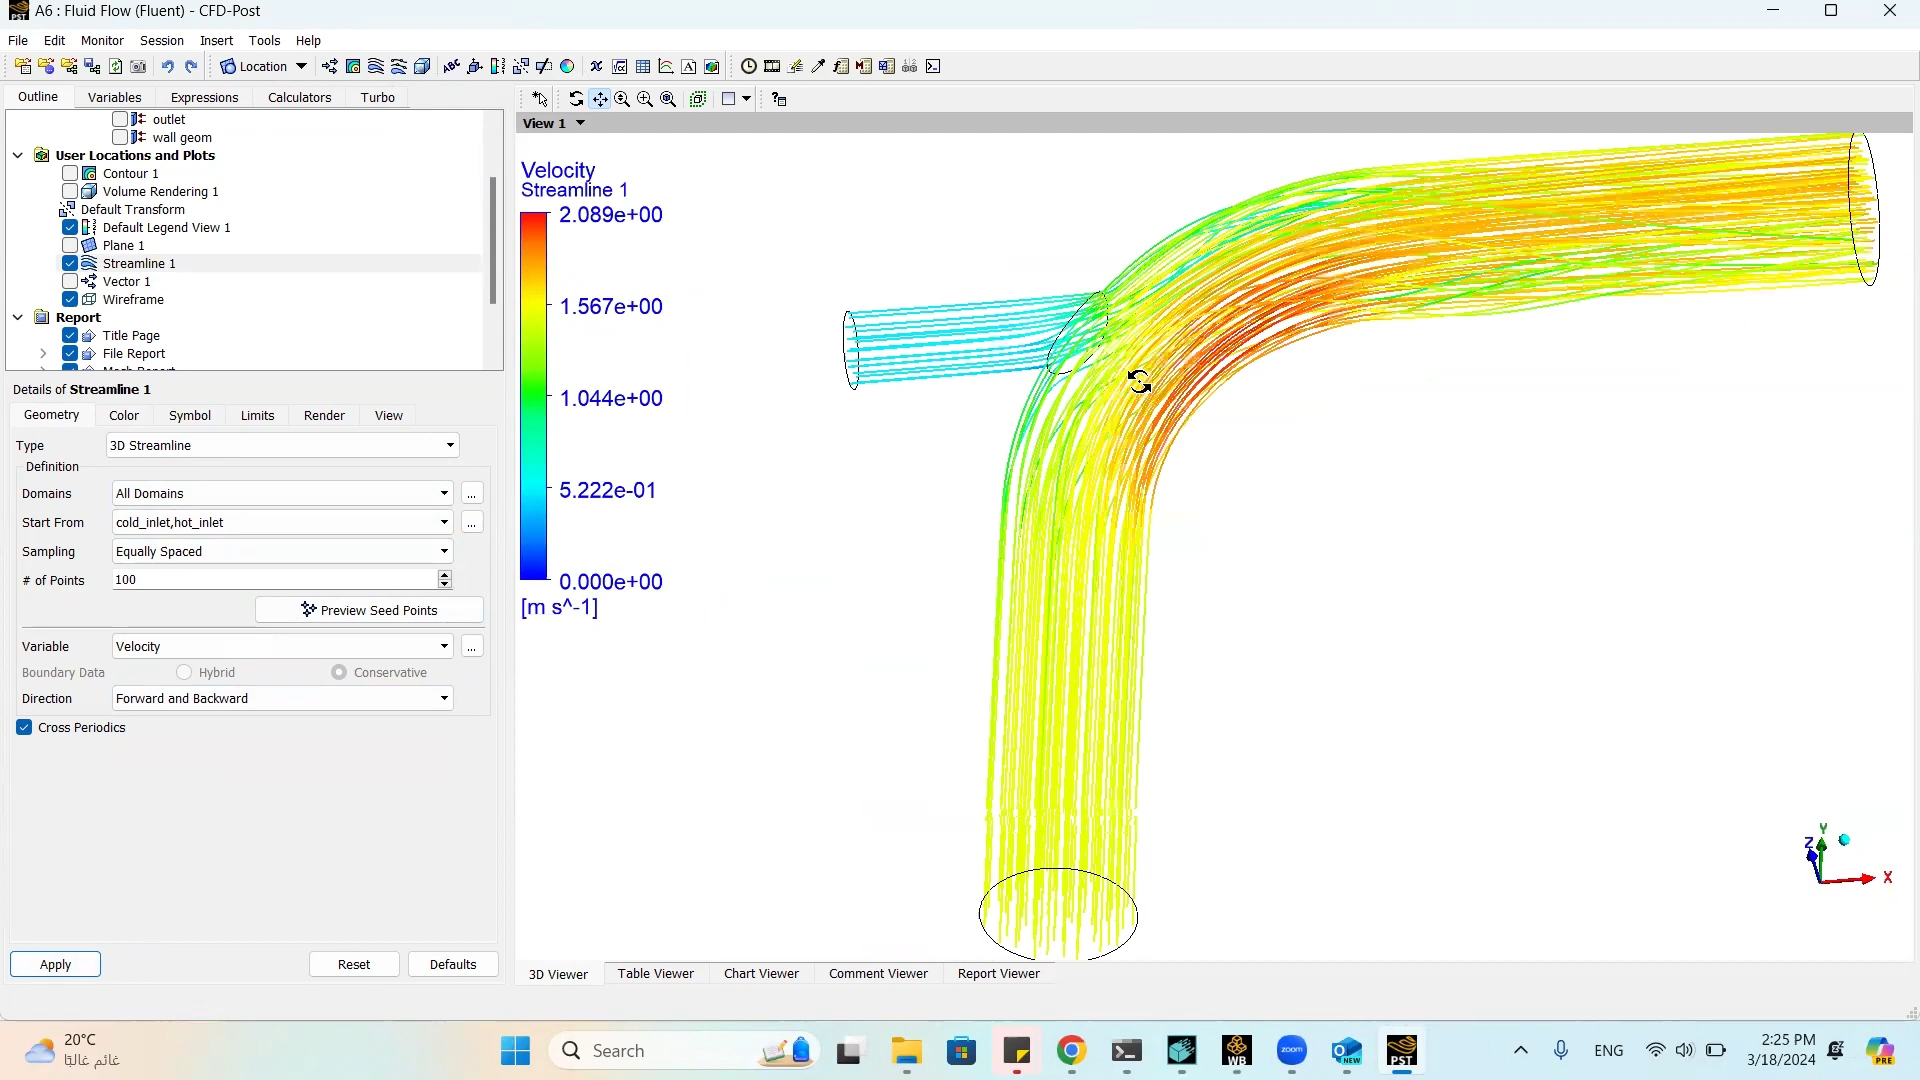 A6 : Fluid Flow (Fluent) - CFD-Post
File Edit Monitor Session Insert Tools Help
Location
Outline Variables Expressions Calculators Turbo
outlet
wall geom
User Locations and Plots
Contour 1
Volume Rendering 1
Default Transform
Default Legend View 1
Plane 1
Streamline 1
Vector 1
Wireframe
Report
Title Page
File Report
Details of Streamline 1
Geometry Color Symbol Limits Render View
Type 3D Streamline
Definition
Domains All Domains ...
Start From cold_inlet,hot_inlet ...
Sampling Equally Spaced
# of Points 100
Preview Seed Points
Variable Velocity ...
Boundary Data Hybrid Conservative
Direction Forward and Backward
Cross Periodics
Apply Reset Defaults
View 1
Velocity
Streamline 1
2.089e+00
1.567e+00
1.044e+00
5.222e-01
0.000e+00
[m s^-1]
Y
Z
X
3D Viewer Table Viewer Chart Viewer Comment Viewer Report Viewer
20°C
غائم غالبًا
Search
zoom
NEW
WB
PST
ENG
2:25 PM
3/18/2024
PRE